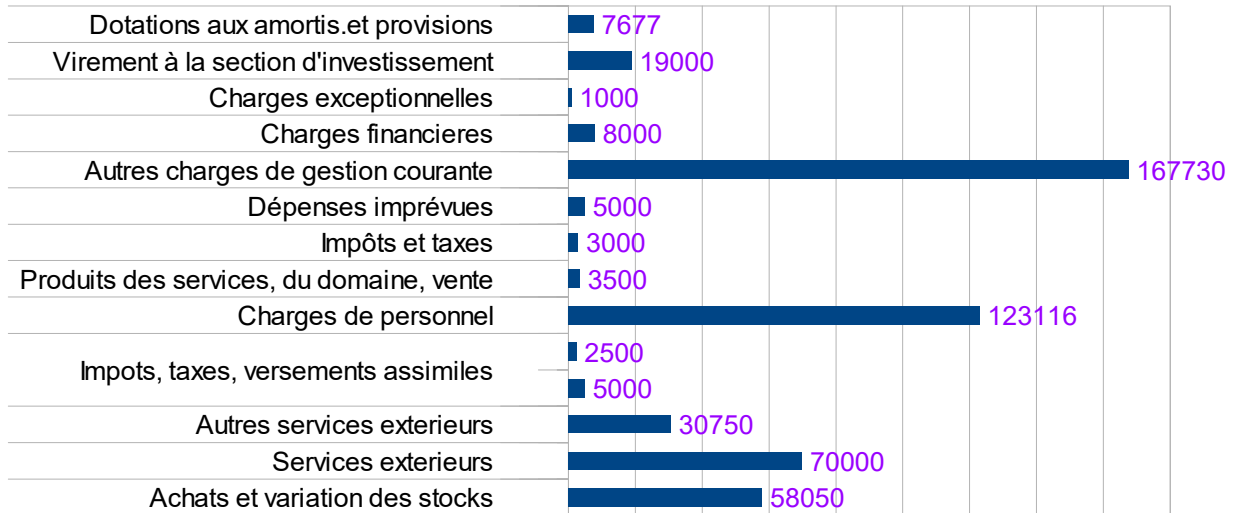 Dotations aux amortis.et provisions 7677
Virement à la section d'investissement 19000
Charges exceptionnelles 1000
Charges financieres 8000
Autres charges de gestion courante 167730
Dépenses imprévues 5000
Impôts et taxes 3000
Produits des services, du domaine, vente 3500
Charges de personnel 123116
Impots, taxes, versements assimiles 2500
5000
Autres services exterieurs 30750
Services exterieurs 70000
Achats et variation des stocks 58050